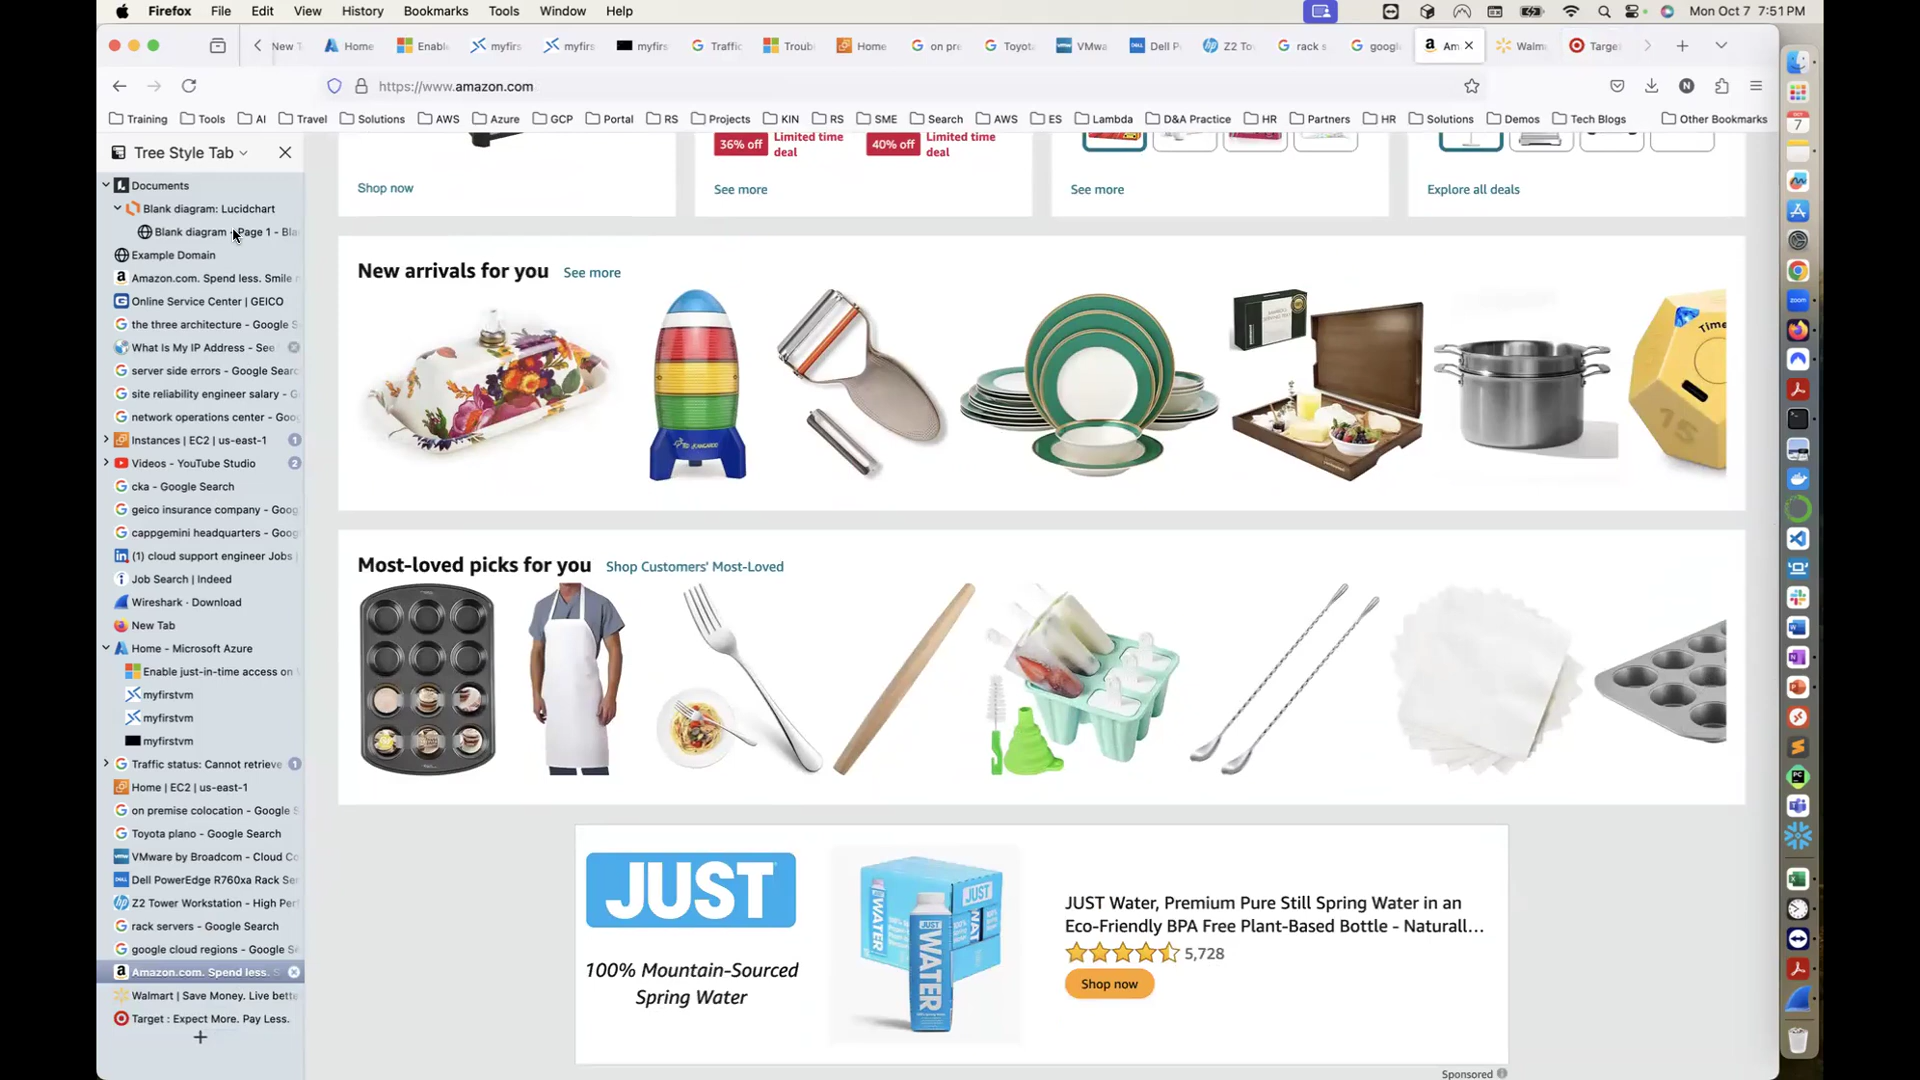 Firefox File Edit View History Bookmarks Tools Window Help Mon Oct 7 7:51 PM
New T Home Enable myfirs myfirs myfirs Traffic Troub Home on pre Toyota VMwa Dell P Z2 To rack s googl Am Walm Target
https://www.amazon.com
Training Tools AI Travel Solutions AWS Azure GCP Portal RS Projects KIN RS SME Search AWS ES Lambda D&A Practice HR Partners HR Solutions Demos Tech Blogs Other Bookmarks
Tree Style Tab
Documents
Blank diagram: Lucidchart
Blank diagram - Page 1 - Bla
Example Domain
Amazon.com. Spend less. Smile
Online Service Center | GEICO
the three architecture - Google S
What Is My IP Address - See
server side errors - Google Searc
site reliability engineer salary - G
network operations center - Goo
Instances | EC2 | us-east-1 1
Videos - YouTube Studio 2
cka - Google Search
geico insurance company - Goog
cappgemini headquarters - Goog
(1) cloud support engineer Jobs
Job Search | Indeed
Wireshark · Download
New Tab
Home - Microsoft Azure
Enable just-in-time access on
myfirstvm
myfirstvm
myfirstvm
Traffic status: Cannot retrieve 1
Home | EC2 | us-east-1
on premise colocation - Google S
Toyota plano - Google Search
VMware by Broadcom - Cloud Co
Dell PowerEdge R760xa Rack Ser
Z2 Tower Workstation - High Per
rack servers - Google Search
google cloud regions - Google Se
Amazon.com. Spend less. S
Walmart | Save Money. Live bette
Target : Expect More. Pay Less.
36% off
Limited time
deal
40% off
Limited time
deal
Shop now
See more
See more
Explore all deals
New arrivals for you See more
Time
15
Most-loved picks for you Shop Customers' Most-Loved
JUST
100% Mountain-Sourced
Spring Water
JUST
WATER
JUST
WATER
JUST Water, Premium Pure Still Spring Water in an
Eco-Friendly BPA Free Plant-Based Bottle - Naturall...
5,728
Shop now
Sponsored